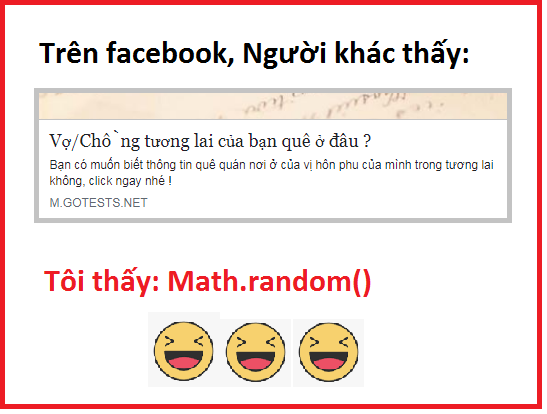 Trên facebook, Người khác thấy:
Vợ/Chồng tương lai của bạn quê ở đâu ?
Bạn có muốn biết thông tin quê quán nơi ở của vị hôn phu của mình trong tương lai
không, click ngay nhé !
M.GOTESTS.NET
Tôi thấy: Math.random()